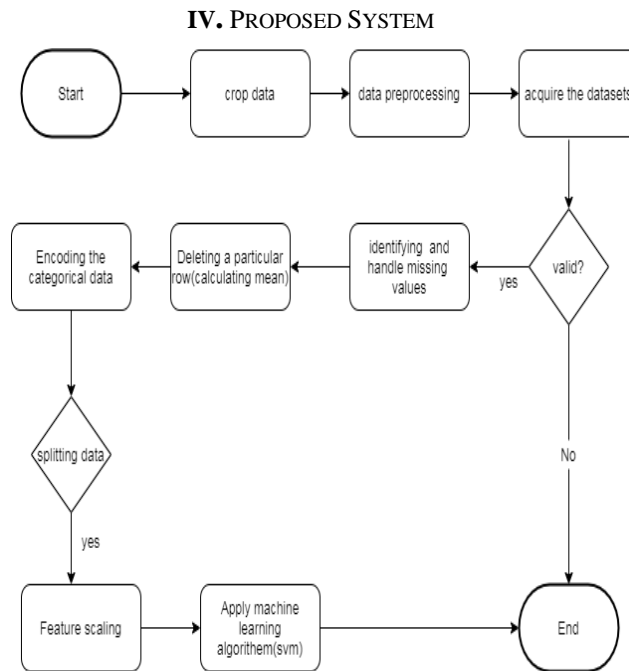 IV. PROPOSED SYSTEM
Start
crop data
data preprocessing
acquire the datasets
valid?
yes
identifying and
handle missing
values
Deleting a particular
row(calculating mean)
Encoding the
categorical data
splitting data
yes
Feature scaling
Apply machine
learning
algorithem(svm)
No
End